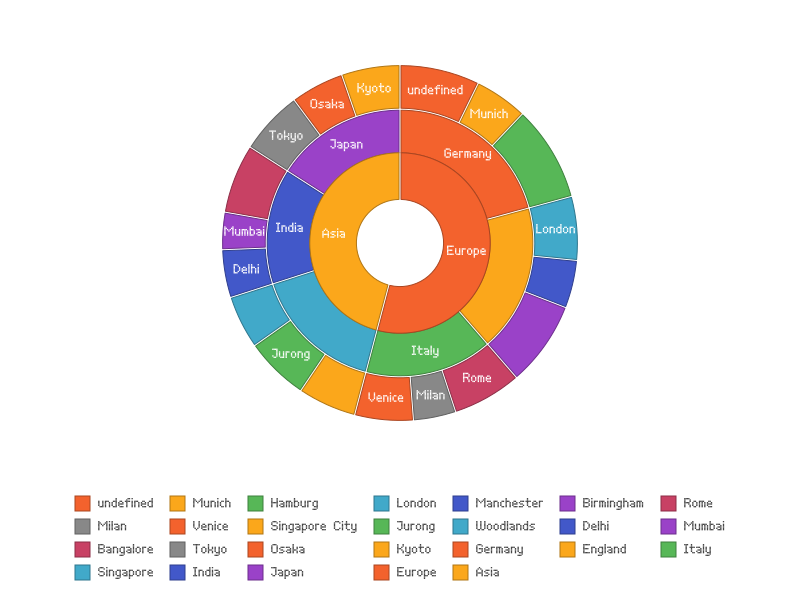 Kyoto
undefined
Osaka
Munich
Tokyo
Japan
Germany
Mumbai
India
Asia
London
Europe
Delhi
Jurong
Italy
Rome
Venice
Milan
undefined Munich Hamburg London Manchester Birmingham Rome
Milan Venice Singapore City Jurong Woodlands Delhi Mumbai
Bangalore Tokyo Osaka Kyoto Germany England Italy
Singapore India Japan Europe Asia